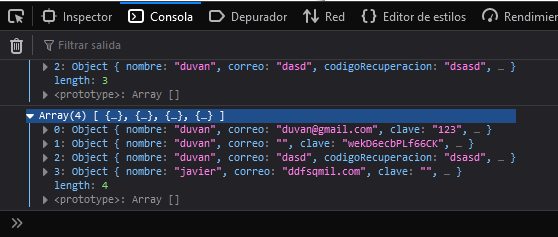 Inspector Consola Depurador Red Editor de estilos Rendimien
Filtrar salida
2: Object { nombre: "duvan", correo: "dasd", codigoRecuperacion: "dsasd", … }
length: 3
<prototype>: Array []
Array(4) [ {…}, {…}, {…}, {…} ]
0: Object { nombre: "duvan", correo: "duvan@gmail.com", clave: "123", … }
1: Object { nombre: "duvan", correo: "", clave: "wekD6ecbPLf66CK", … }
2: Object { nombre: "duvan", correo: "dasd", codigoRecuperacion: "dsasd", … }
3: Object { nombre: "javier", correo: "ddfsqmil.com", clave: "", … }
length: 4
<prototype>: Array []